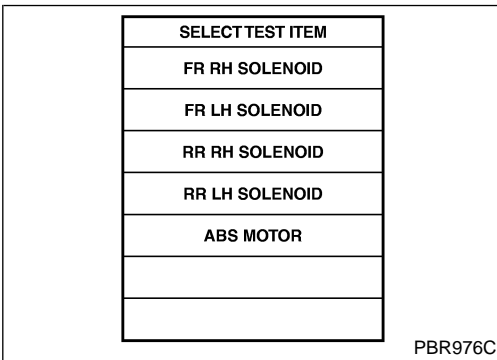 SELECT TEST ITEM
FR RH SOLENOID
FR LH SOLENOID
RR RH SOLENOID
RR LH SOLENOID
ABS MOTOR
PBR976C